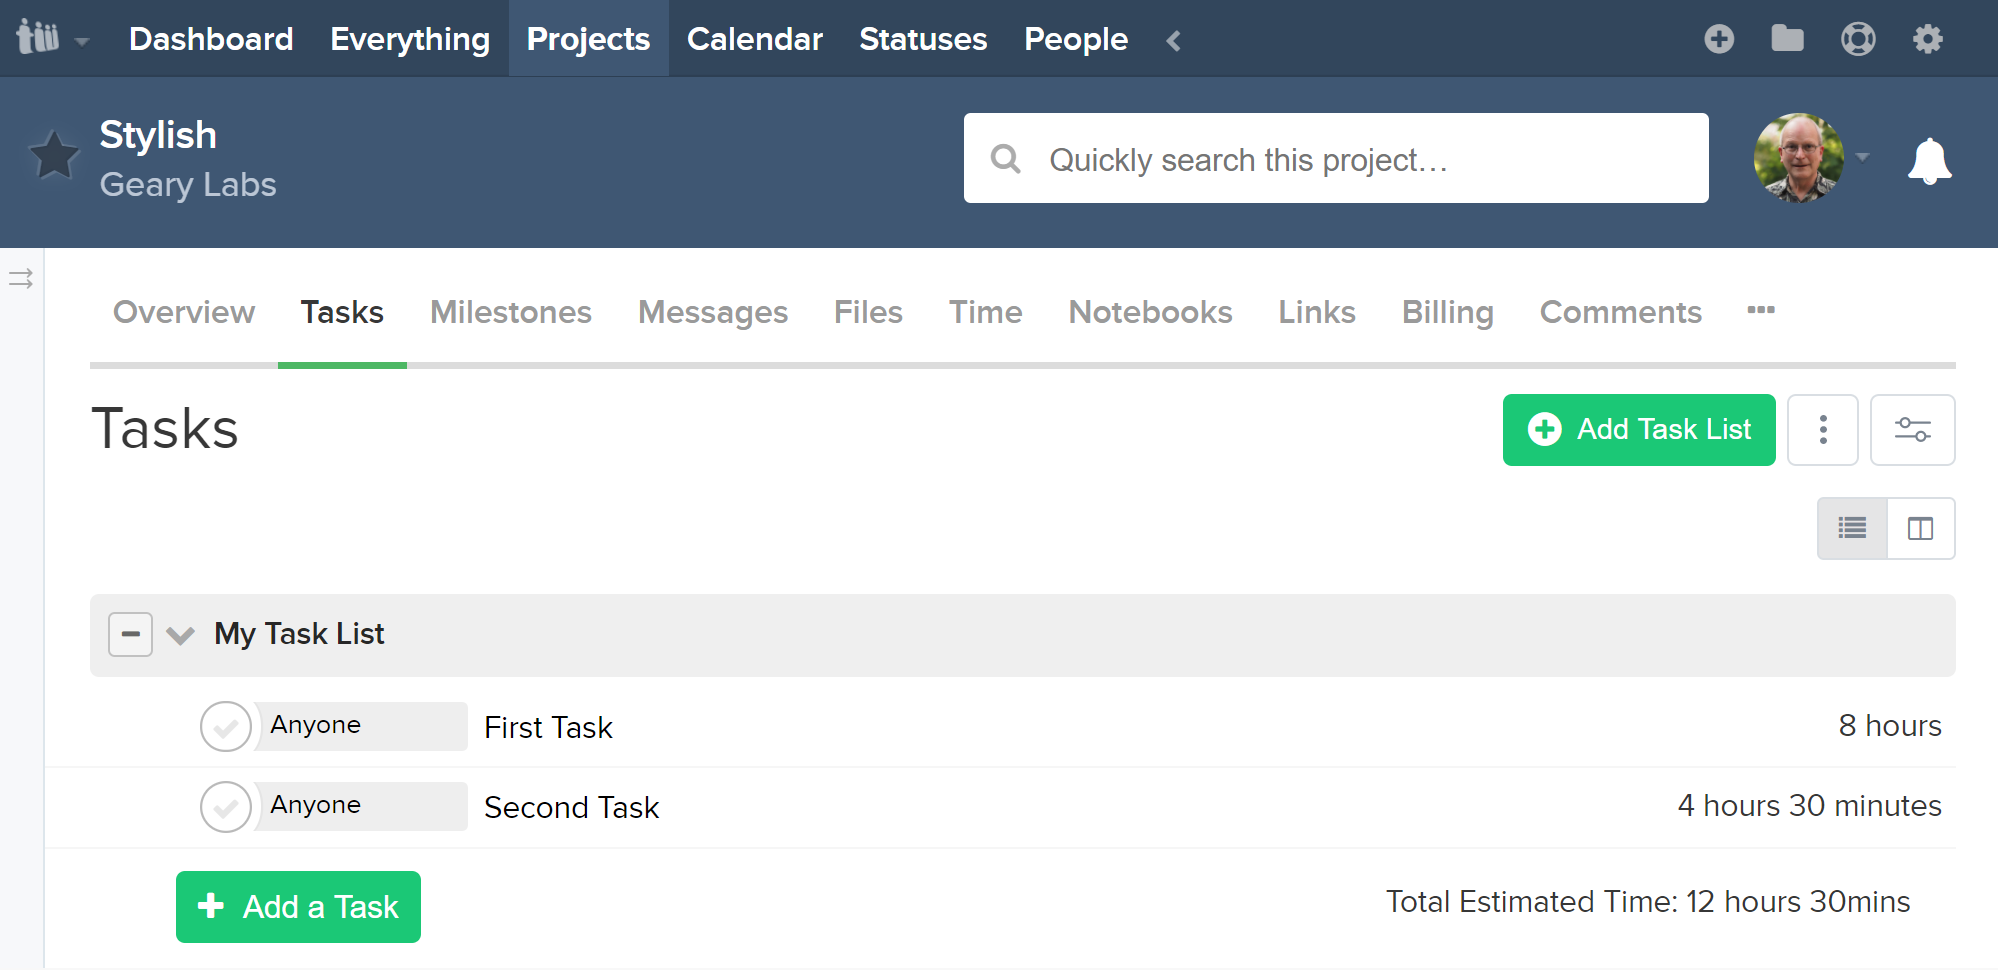 Dashboard Everything Projects Calendar Statuses People
Stylish
Geary Labs
Quickly search this project...
Overview Tasks Milestones Messages Files Time Notebooks Links Billing Comments
Tasks
Add Task List
My Task List
Anyone First Task 8 hours
Anyone Second Task 4 hours 30 minutes
Add a Task Total Estimated Time: 12 hours 30mins